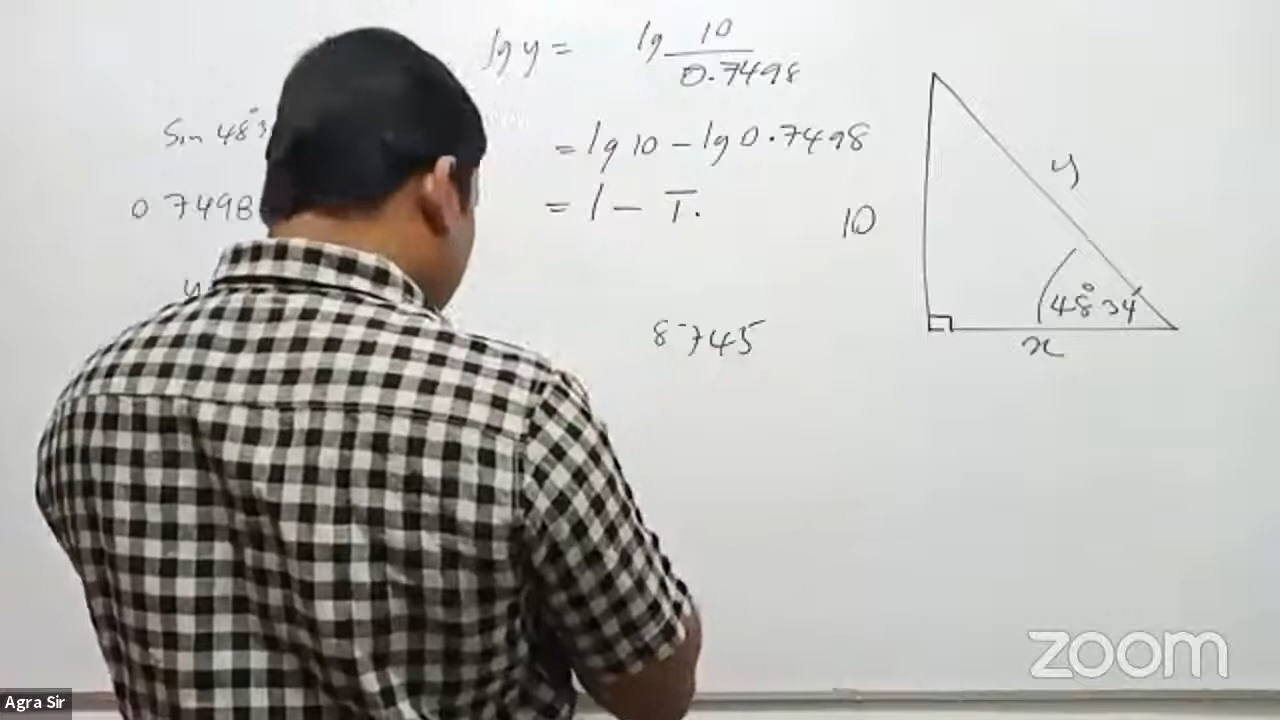 lg y = lg 10 / 0.7498
Sin 48°3
= lg 10 − lg 0.7498
0 7498
= 1 − 1̅.
y
8745
y
10
48° 34'
x
zoom
Agra Sir